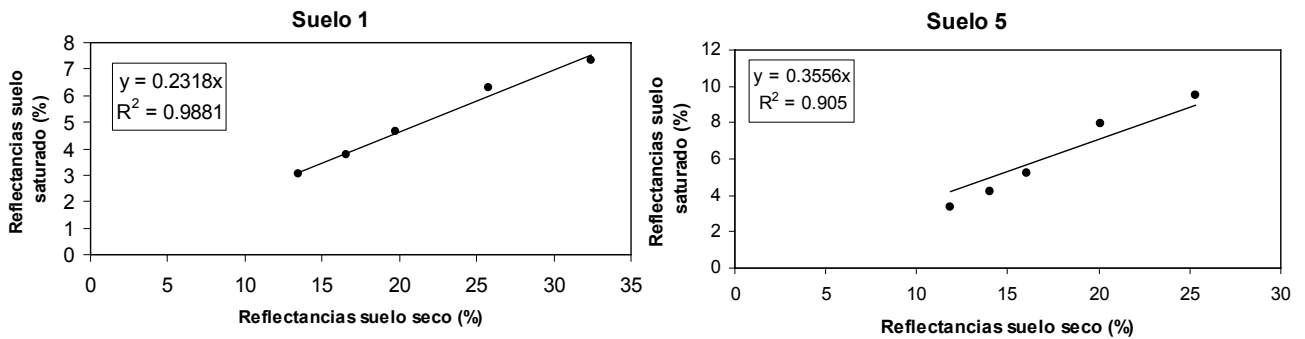 Suelo 1
8
7
6
5
4
3
2
1
0
y = 0.2318x
R² = 0.9881
Reflectancias suelo
saturado (%)
0 5 10 15 20 25 30 35
Reflectancias suelo seco (%)
Suelo 5
12
10
8
6
4
2
0
y = 0.3556x
R² = 0.905
Reflectancias suelo
saturado (%)
0 5 10 15 20 25 30
Reflectancias suelo seco (%)